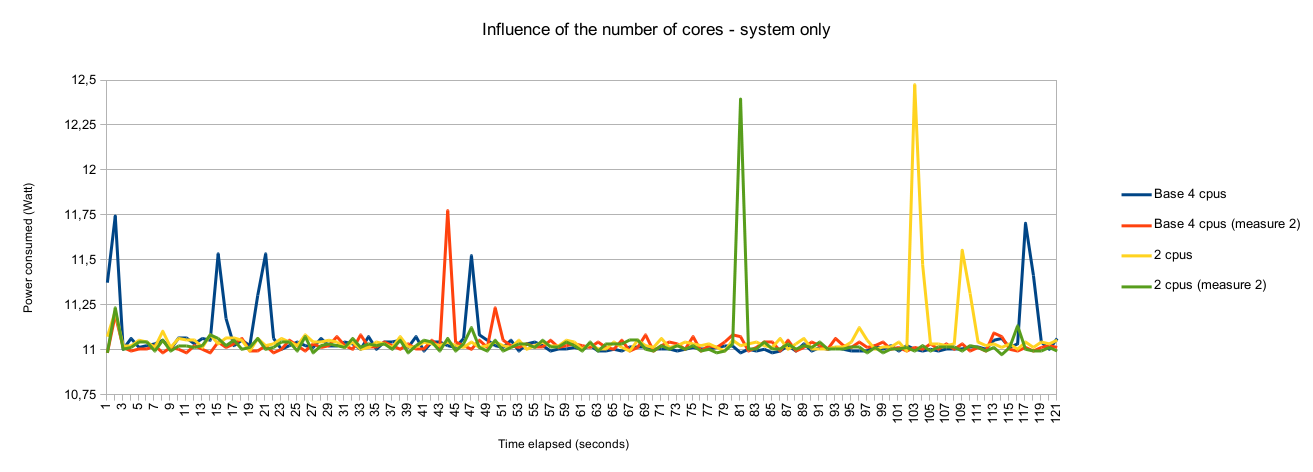 Influence of the number of cores - system only
Power consumed (Watt)
12,5
12,25
12
11,75
11,5
11,25
11
10,75
1 3 5 7 9 11 13 15 17 19 21 23 25 27 29 31 33 35 37 39 41 43 45 47 49 51 53 55 57 59 61 63 65 67 69 71 73 75 77 79 81 83 85 87 89 91 93 95 97 99 101 103 105 107 109 111 113 115 117 119 121
Time elapsed (seconds)
Base 4 cpus
Base 4 cpus (measure 2)
2 cpus
2 cpus (measure 2)